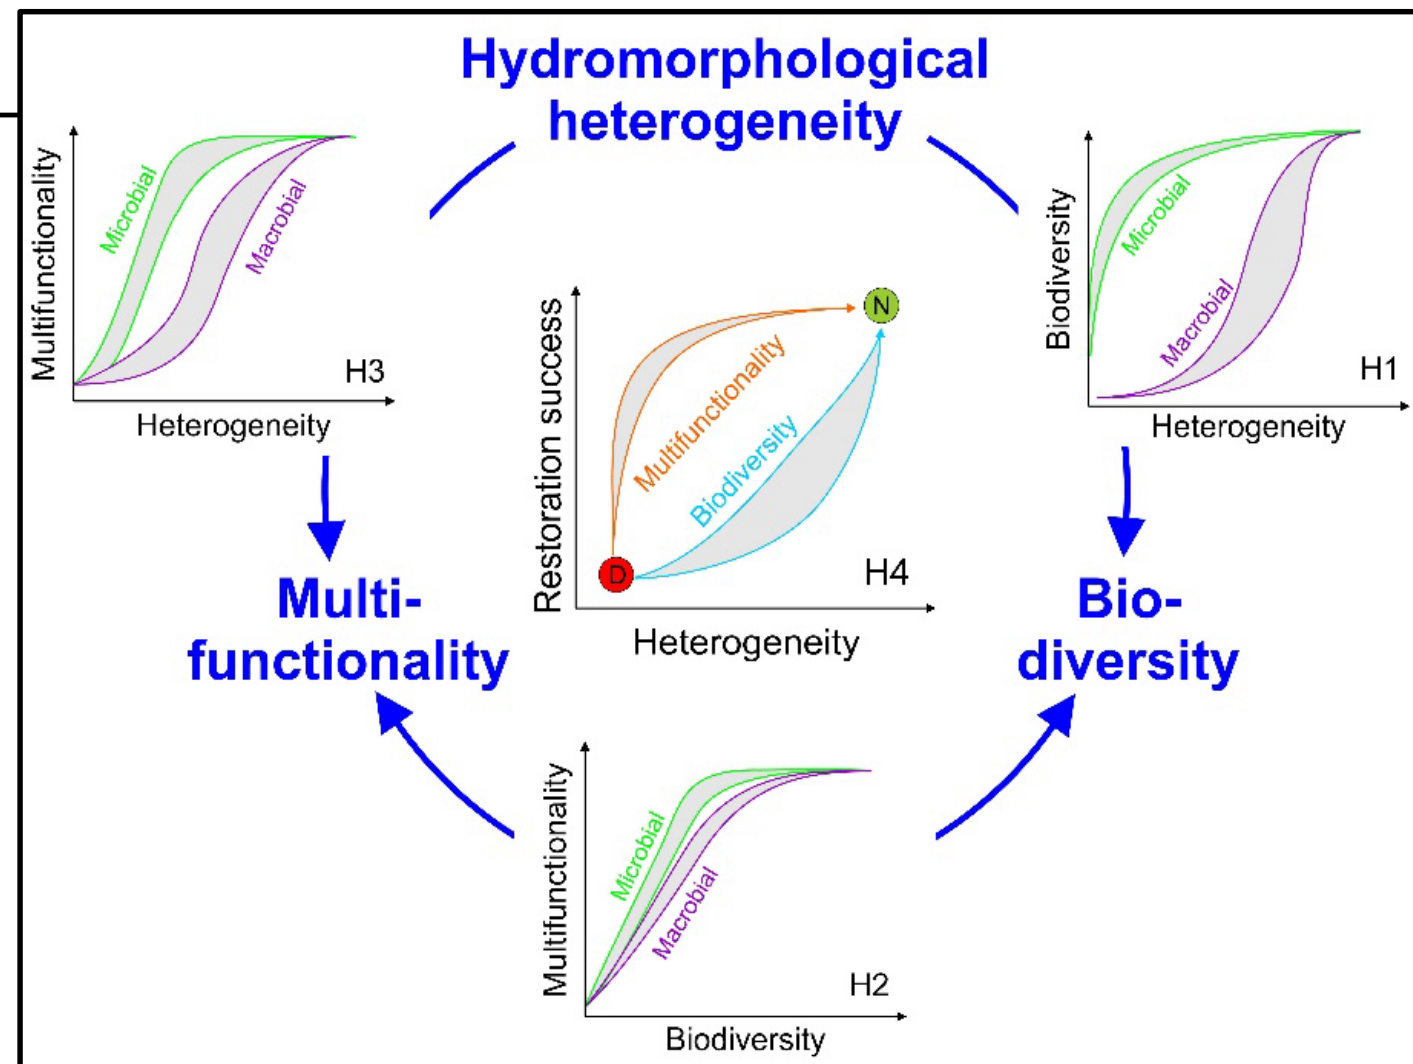 Hydromorphological
heterogeneity
Multifunctionality
Microbial
Macrobial
H3
Heterogeneity
Biodiversity
Microbial
Macrobial
H1
Heterogeneity
Restoration success
N
Multifunctionality
Biodiversity
D
H4
Heterogeneity
Multi-
functionality
Bio-
diversity
Multifunctionality
Microbial
Macrobial
H2
Biodiversity